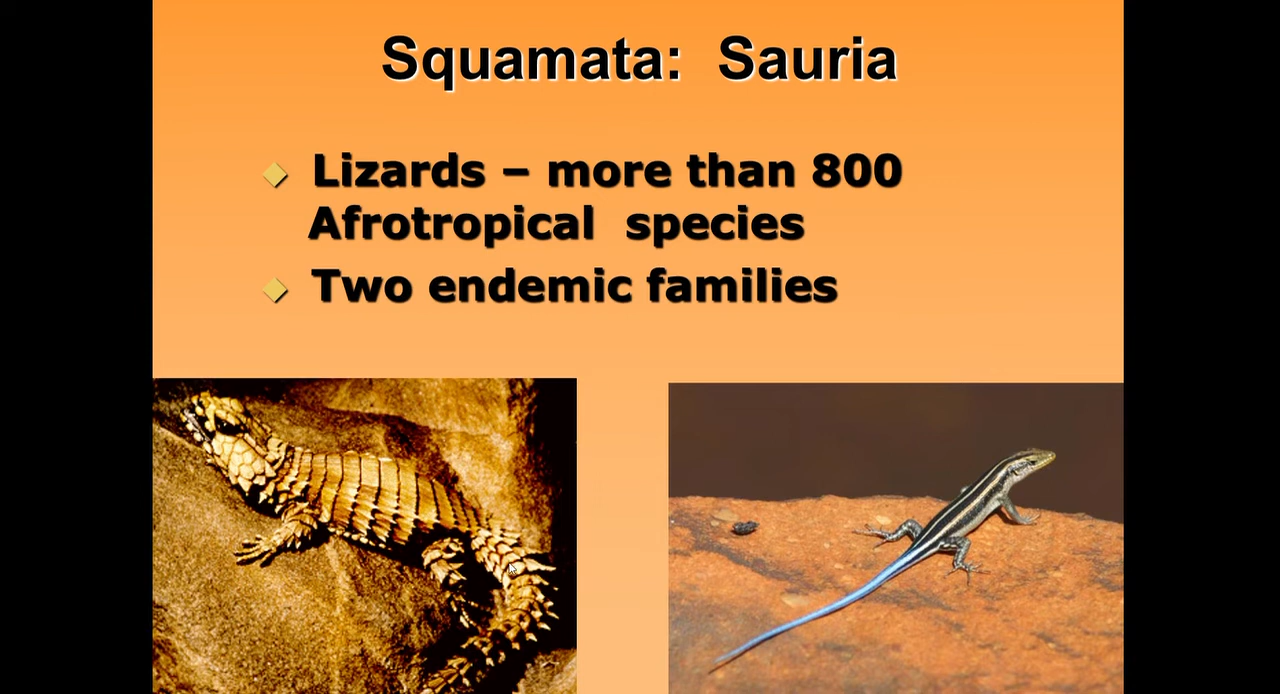 Squamata: Sauria
Lizards – more than 800
Afrotropical species
Two endemic families